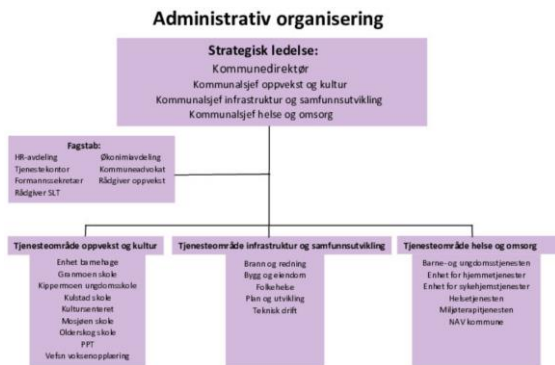 Administrativ organisering
Strategisk ledelse:
Kommunedirektør
Kommunalsjef oppvekst og kultur
Kommunalsjef infrastruktur og samfunnsutvikling
Kommunalsjef helse og omsorg
Fagstab:
HR-avdeling
Tjenestekontor
Formannssekretær
Rådgiver SLT
Økonimiavdeling
Kommuneadvokat
Rådgiver oppvekst
Tjenesteområde oppvekst og kultur
Enhet barnehage
Granmoen skole
Kippermoen ungdomsskole
Kulstad skole
Kultursenteret
Mosjøen skole
Olderskog skole
PPT
Vefsn voksenopplæring
Tjenesteområde infrastruktur og samfunnsutvikling
Brann og redning
Bygg og eiendom
Folkehelse
Plan og utvikling
Teknisk drift
Tjenesteområde helse og omsorg
Barne- og ungdomsstjenesten
Enhet for hjemmetjenester
Enhet for sykehjemstjenester
Helsetjenesten
Miljøterapitjenesten
NAV kommune